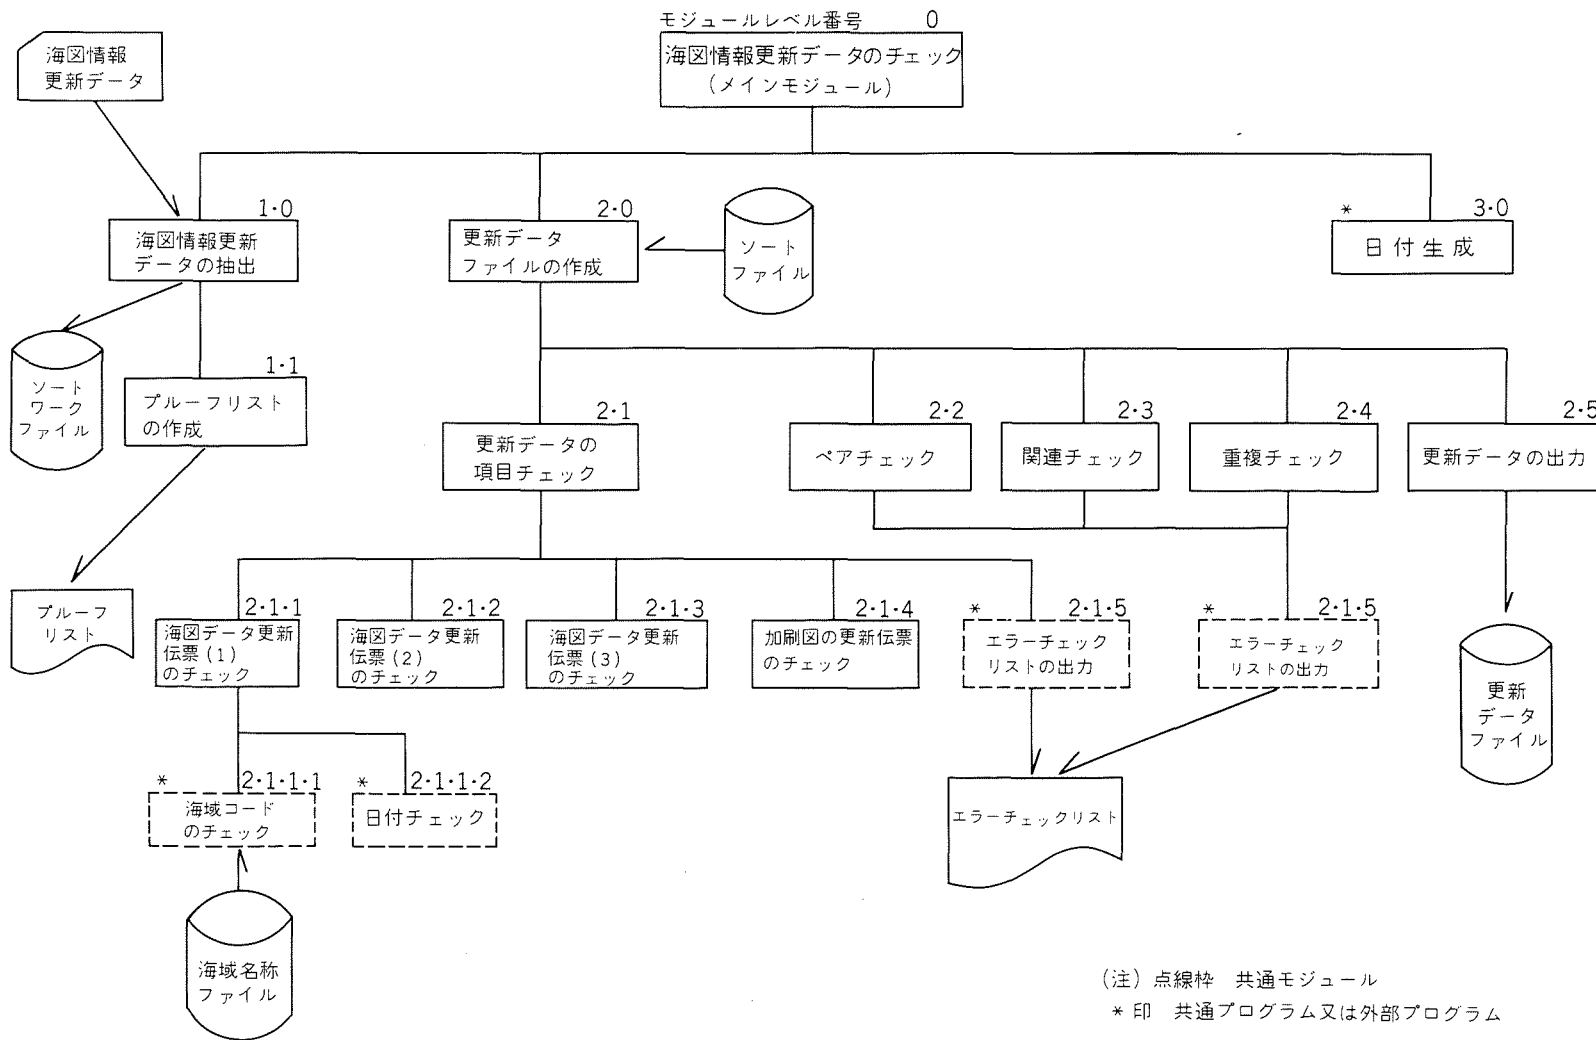 モジュールレベル番号 0
海図情報更新データのチェック
(メインモジュール)
海図情報
更新データ
1・0
海図情報更新
データの抽出
2・0
更新データ
ファイルの作成
ソート
ファイル
* 3・0
日付生成
ソート
ワーク
ファイル
1・1
プルーフリスト
の作成
2・1
更新データの
項目チェック
2・2
ペアチェック
2・3
関連チェック
2・4
重複チェック
2・5
更新データの出力
プルーフ
リスト
2・1・1
海図データ更新
伝票(1)
のチェック
2・1・2
海図データ更新
伝票(2)
のチェック
2・1・3
海図データ更新
伝票(3)
のチェック
2・1・4
加刷図の更新伝票
のチェック
* 2・1・5
エラーチェック
リストの出力
* 2・1・5
エラーチェック
リストの出力
更新
データ
ファイル
* 2・1・1・1
海域コード
のチェック
* 2・1・1・2
日付チェック
エラーチェックリスト
海域名称
ファイル
(注) 点線枠 共通モジュール
* 印 共通プログラム又は外部プログラム